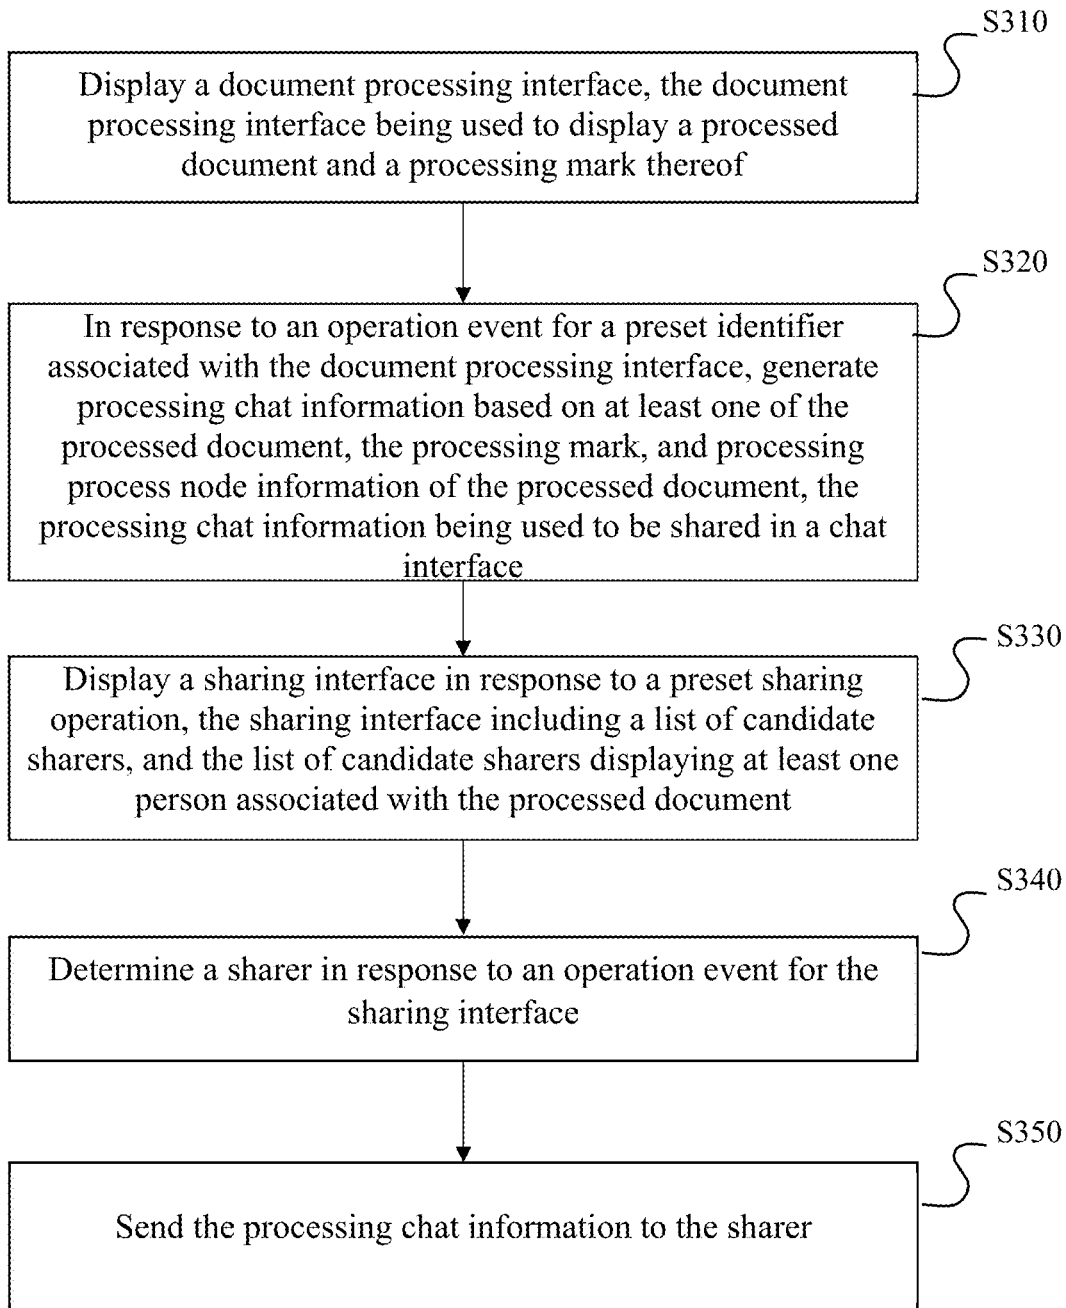 S310
Display a document processing interface, the document
processing interface being used to display a processed
document and a processing mark thereof
S320
In response to an operation event for a preset identifier
associated with the document processing interface, generate
processing chat information based on at least one of the
processed document, the processing mark, and processing
process node information of the processed document, the
processing chat information being used to be shared in a chat
interface
S330
Display a sharing interface in response to a preset sharing
operation, the sharing interface including a list of candidate
sharers, and the list of candidate sharers displaying at least one
person associated with the processed document
S340
Determine a sharer in response to an operation event for the
sharing interface
S350
Send the processing chat information to the sharer